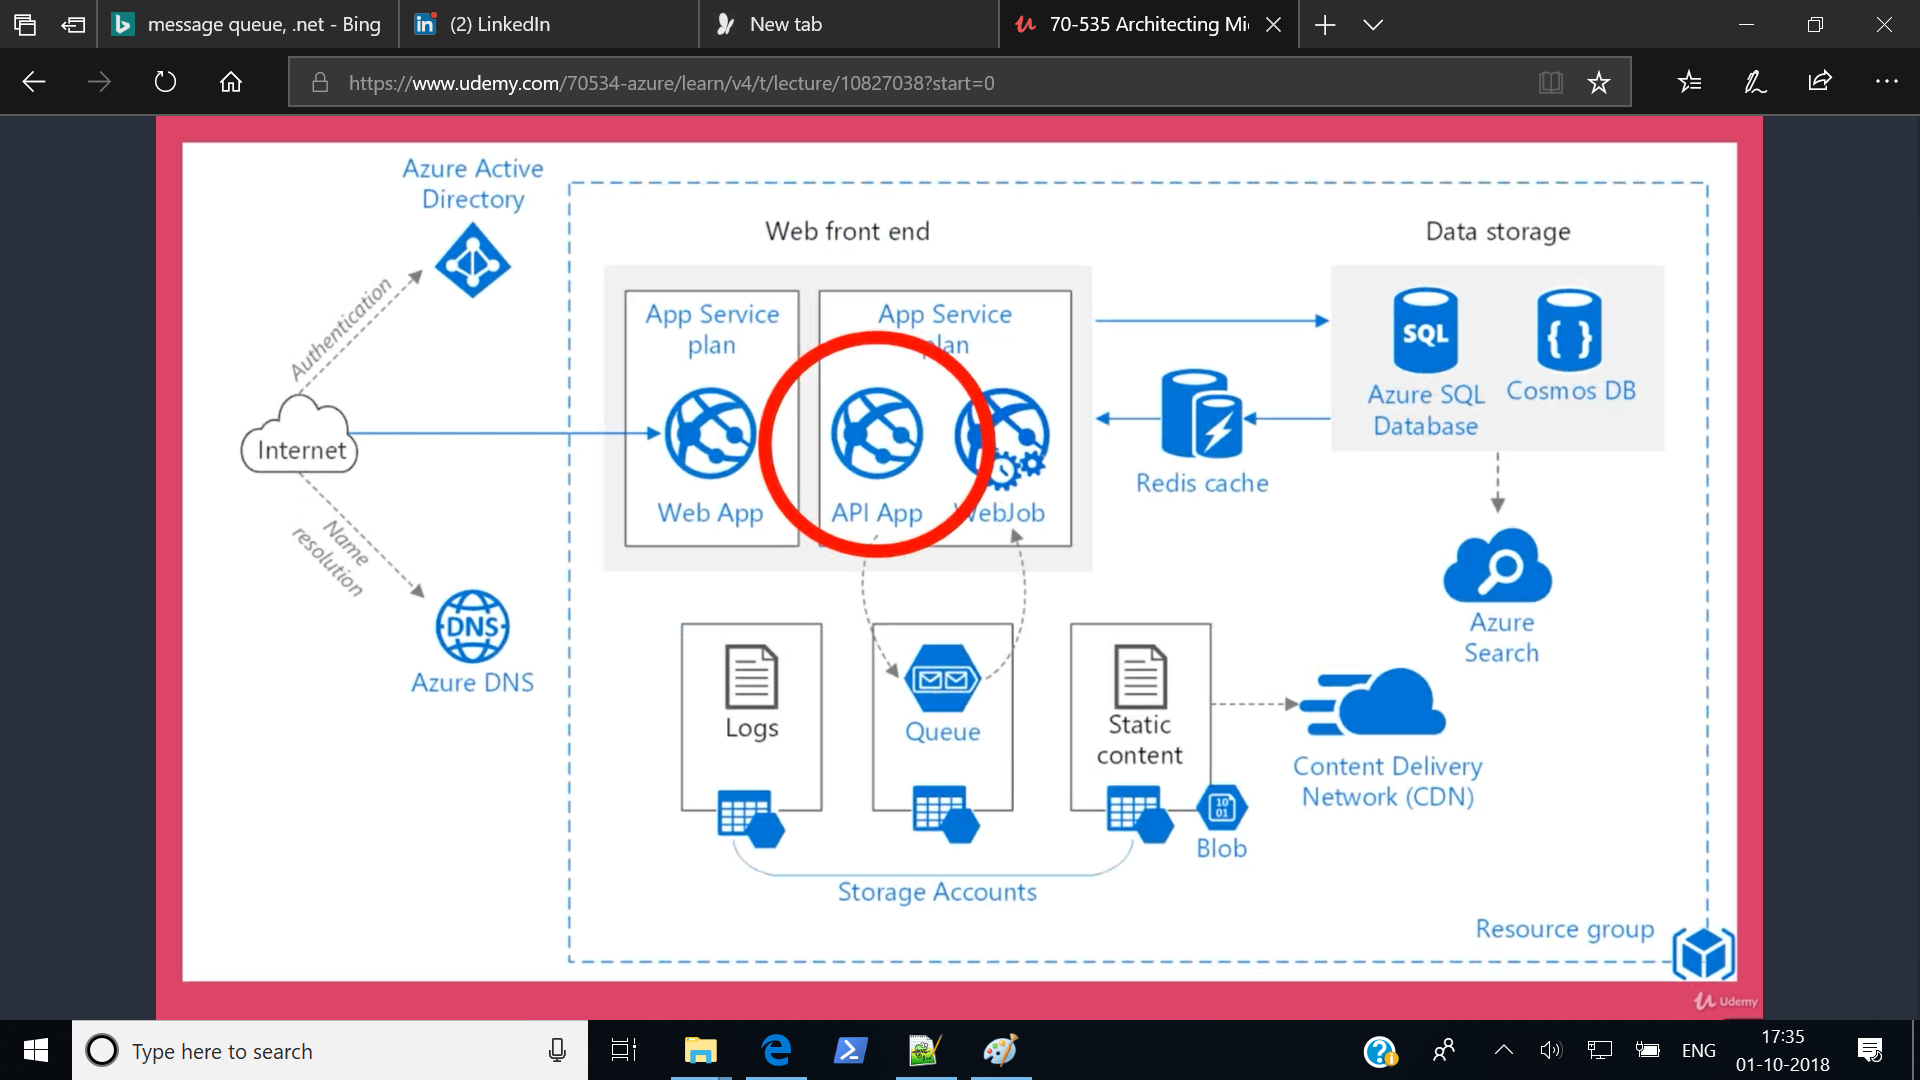 message queue, .net - Bing
(2) LinkedIn
New tab
70-535 Architecting Mi
https://www.udemy.com/70534-azure/learn/v4/t/lecture/10827038?start=0
Azure Active
Directory
Authentication
Internet
Name
resolution
DNS
Azure DNS
Web front end
App Service
plan
Web App
App Service
plan
API App
WebJob
Data storage
SQL
Azure SQL
Database
{ }
Cosmos DB
Redis cache
Azure
Search
Logs
Queue
Static
content
10
01
Blob
Content Delivery
Network (CDN)
Storage Accounts
Resource group
Udemy
Type here to search
ENG
17:35
01-10-2018